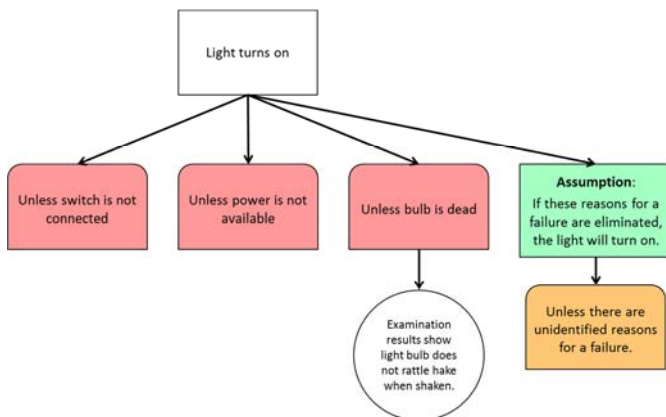 Light turns on
Unless switch is not
connected
Unless power is not
available
Unless bulb is dead
Assumption:
If these reasons for a
failure are eliminated,
the light will turn on.
Examination
results show
light bulb does
not rattle hake
when shaken.
Unless there are
unidentified reasons
for a failure.